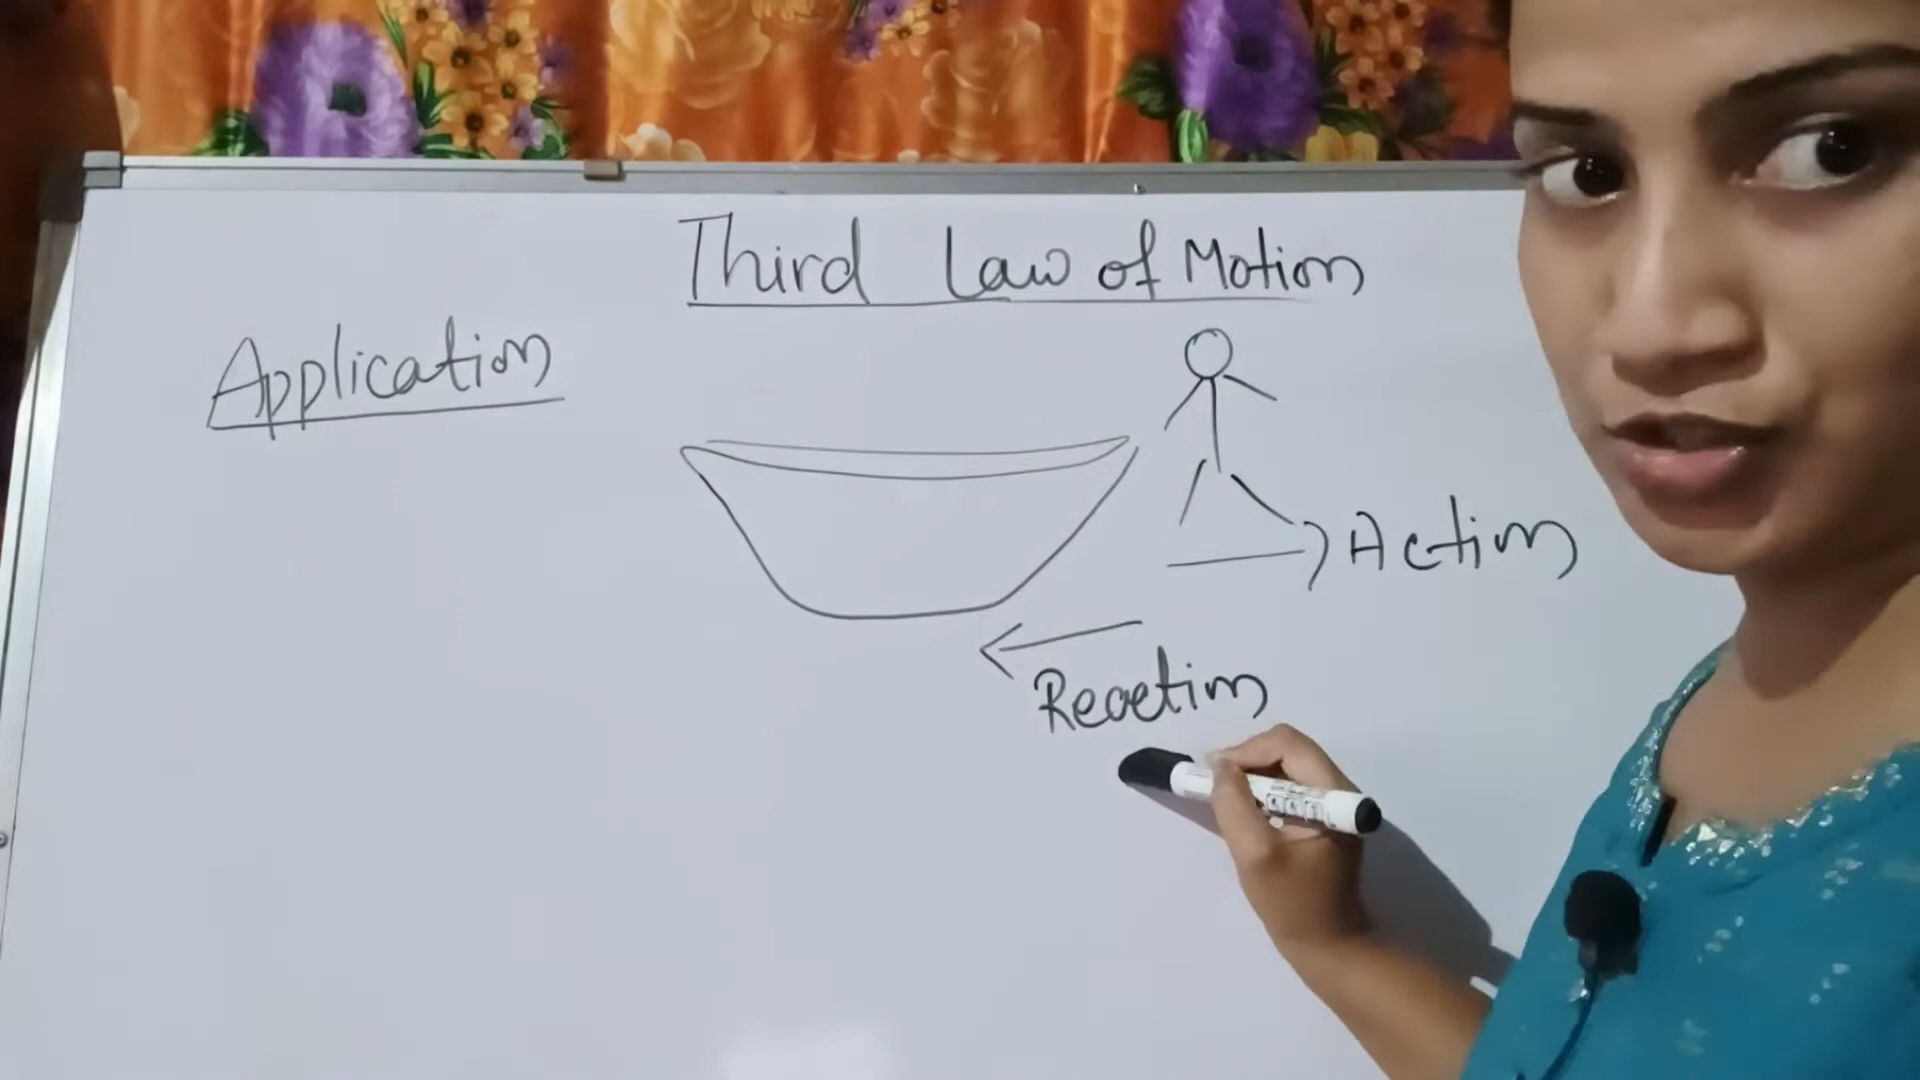 Third Law of Motion
Application
Action
Reaction